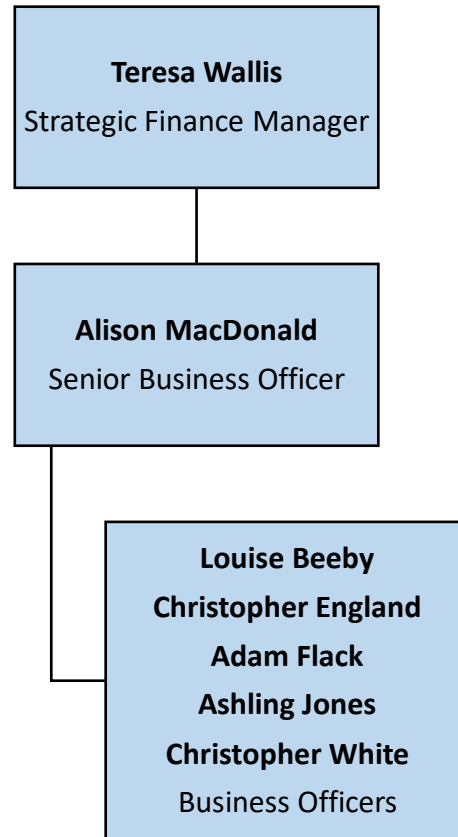 Teresa Wallis
Strategic Finance Manager
Alison MacDonald
Senior Business Officer
Louise Beeby
Christopher England
Adam Flack
Ashling Jones
Christopher White
Business Officers